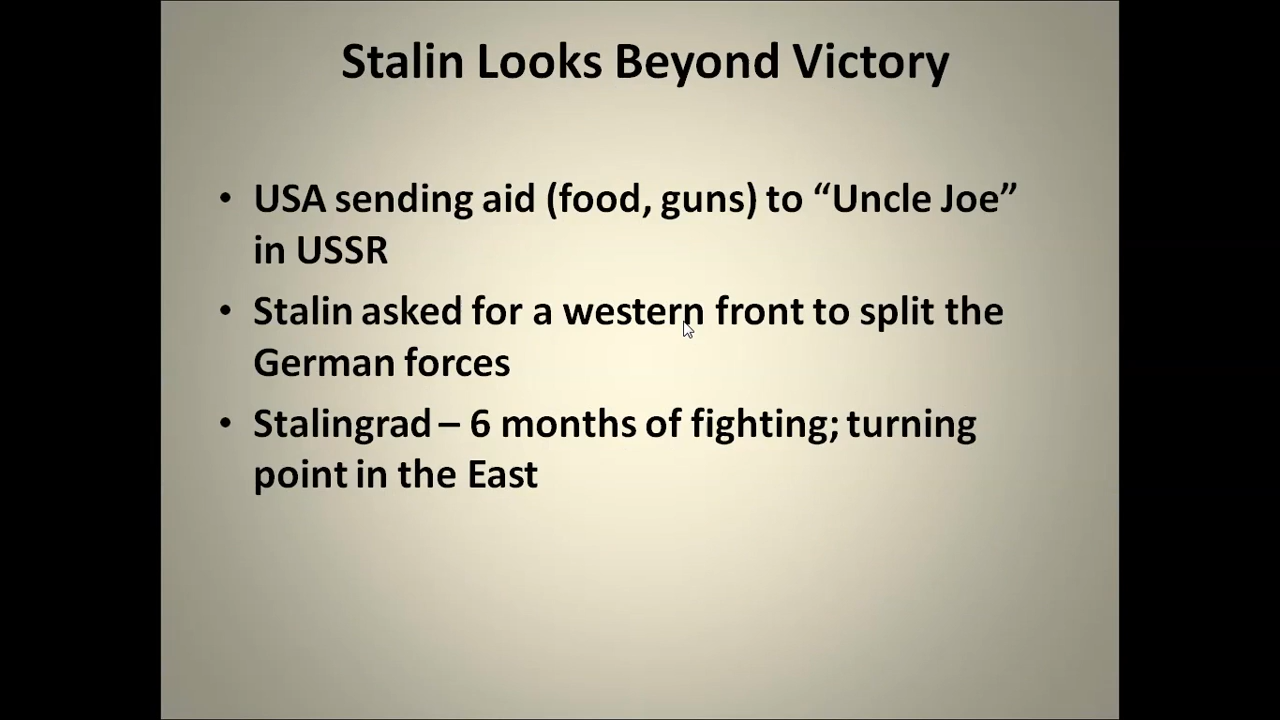 Stalin Looks Beyond Victory
• USA sending aid (food, guns) to “Uncle Joe”
in USSR
• Stalin asked for a western front to split the
German forces
• Stalingrad – 6 months of fighting; turning
point in the East